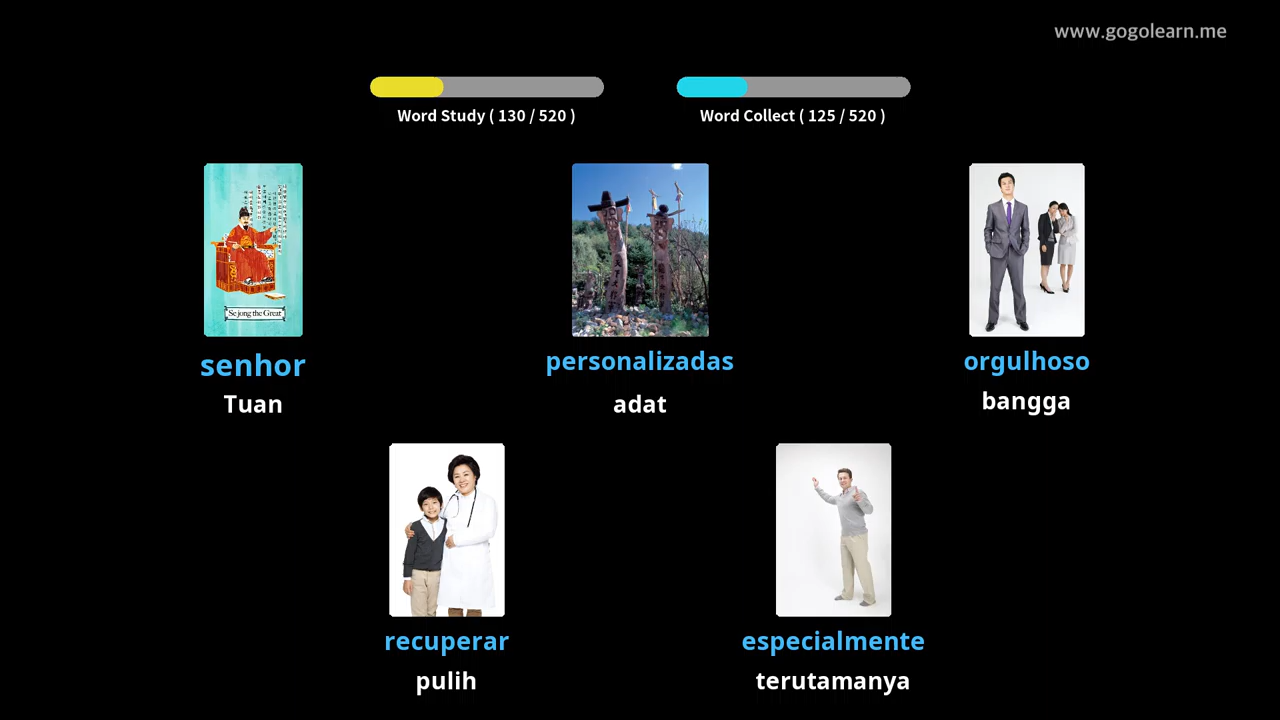 www.gogolearn.me
Word Study ( 130 / 520 )
Word Collect ( 125 / 520 )
Sejong the Great
senhor
Tuan
personalizadas
adat
orgulhoso
bangga
recuperar
pulih
especialmente
terutamanya